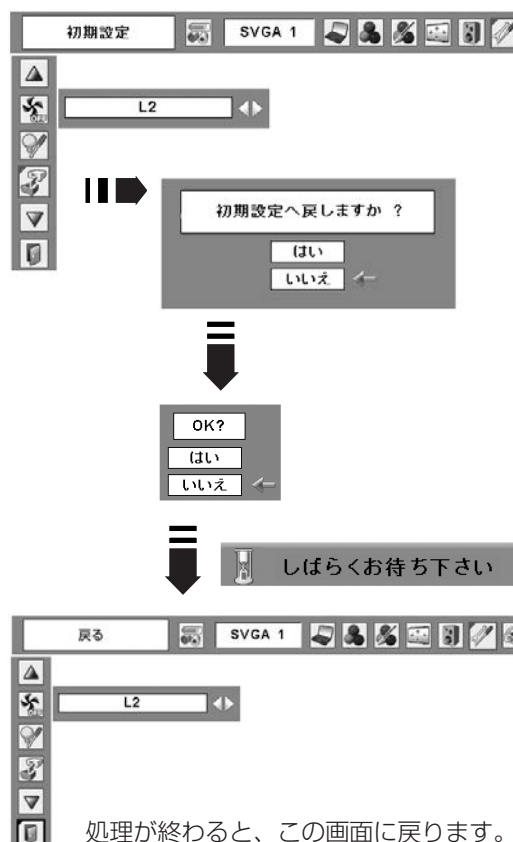 初期設定 SVGA 1
L2
初期設定へ戻しますか ?
はい
いいえ
OK?
はい
いいえ
しばらくお待ち下さい
戻る SVGA 1
L2
処理が終わると、この画面に戻ります。